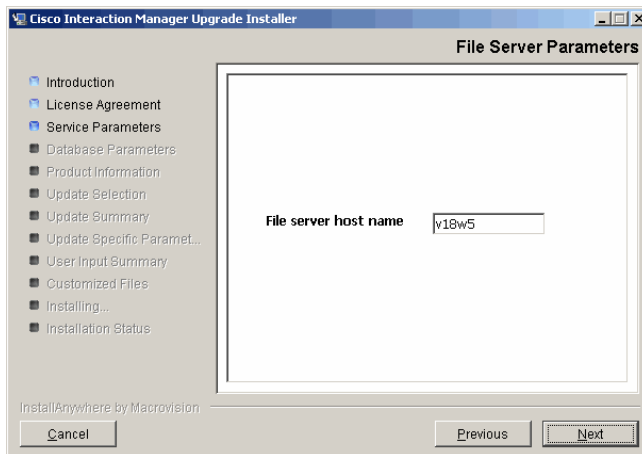 Cisco Interaction Manager Upgrade Installer
File Server Parameters
Introduction
License Agreement
Service Parameters
Database Parameters
Product Information
Update Selection
Update Summary
Update Specific Paramet...
User Input Summary
Customized Files
Installing...
Installation Status
File server host name
v18w5
InstallAnywhere by Macrovision
Cancel
Previous
Next